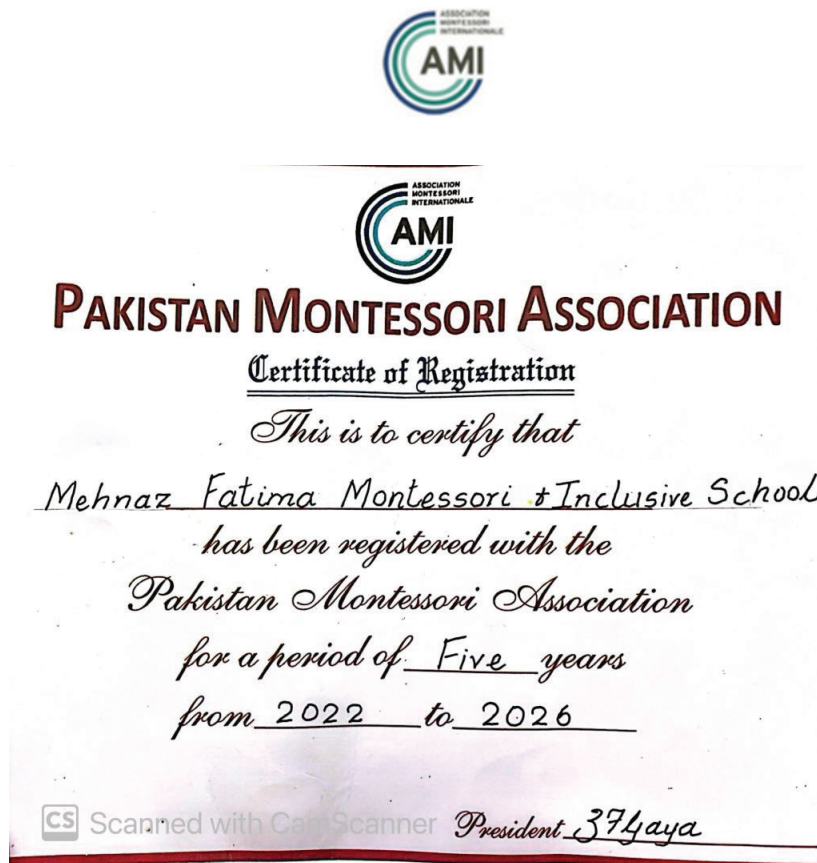 ASSOCIATION
MONTESSORI
INTERNATIONALE
AMI
ASSOCIATION
MONTESSORI
INTERNATIONALE
AMI
PAKISTAN MONTESSORI ASSOCIATION
Certificate of Registration
This is to certify that
Mehnaz Fatima Montessori & Inclusive School
has been registered with the
Pakistan Montessori Association
for a period of Five years
from 2022 to 2026
CS Scanned with CamScanner
President